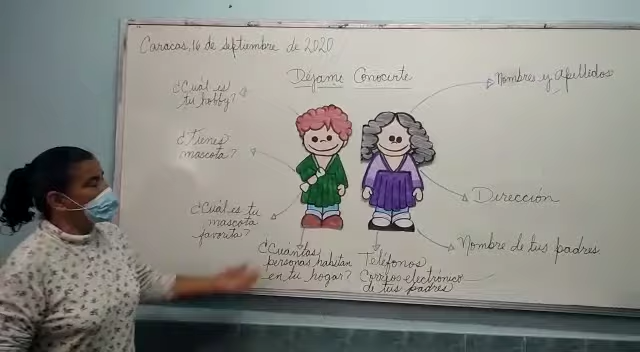 Caracas, 16 de septiembre de 2020
Déjame Conocerte
¿Cuál es
tu hobby?
¿Tienes
mascota?
¿Cuál es tu
mascota
favorita?
¿Cuántas
personas habitan
en tu hogar?
Teléfonos
Correos electrónico
de tus padres
Nombres y Apellidos
Dirección
Nombre de tus padres